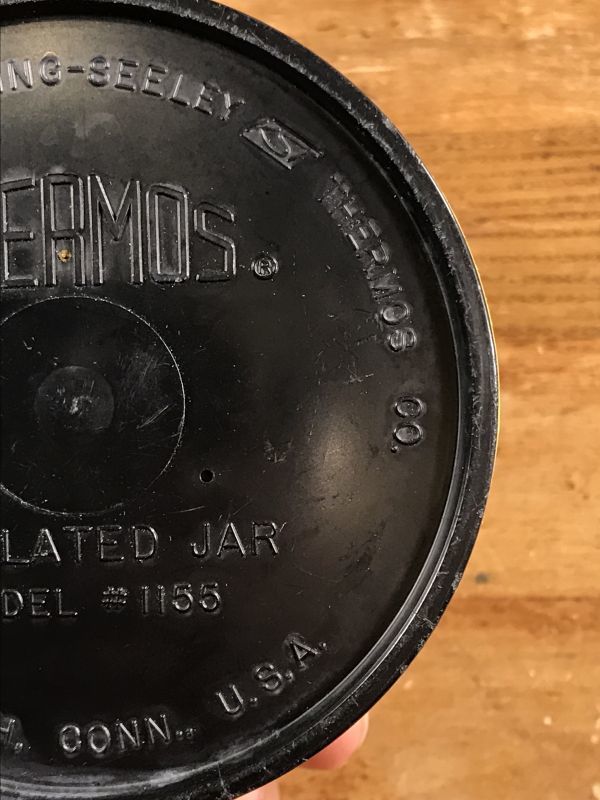 ING-SEELEY THERMOS CO.
ERMOS®
LATED JAR
DEL #1155
H, CONN., U.S.A.